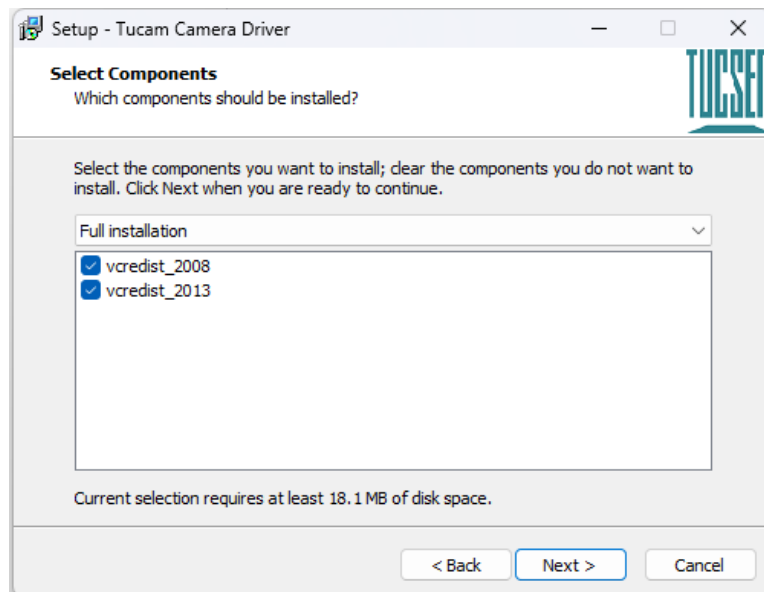 Setup - Tucam Camera Driver
Select Components
Which components should be installed?
TUCSEN
Select the components you want to install; clear the components you do not want to
install. Click Next when you are ready to continue.
Full installation
vcredist_2008
vcredist_2013
Current selection requires at least 18.1 MB of disk space.
< Back
Next >
Cancel